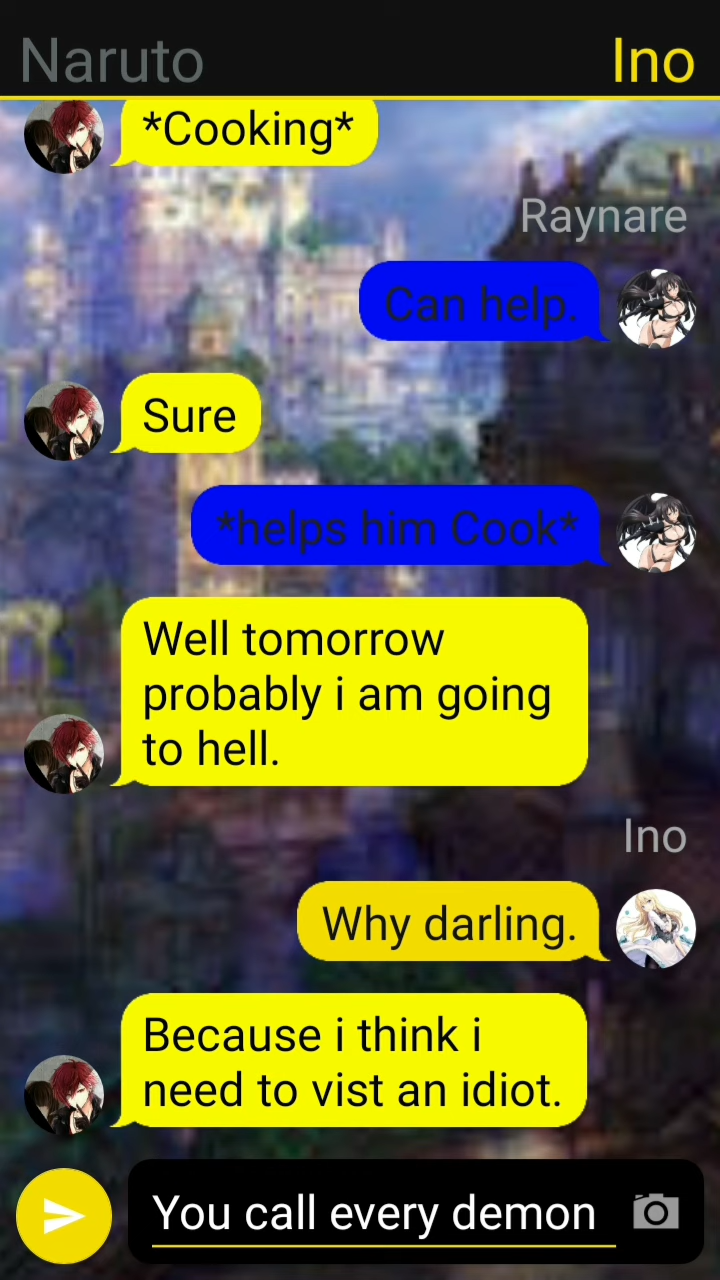 Naruto
Ino
*Cooking*
Raynare
Can help.
Sure
*helps him Cook*
Well tomorrow
probably i am going
to hell.
Ino
Why darling.
Because i think i
need to vist an idiot.
You call every demon